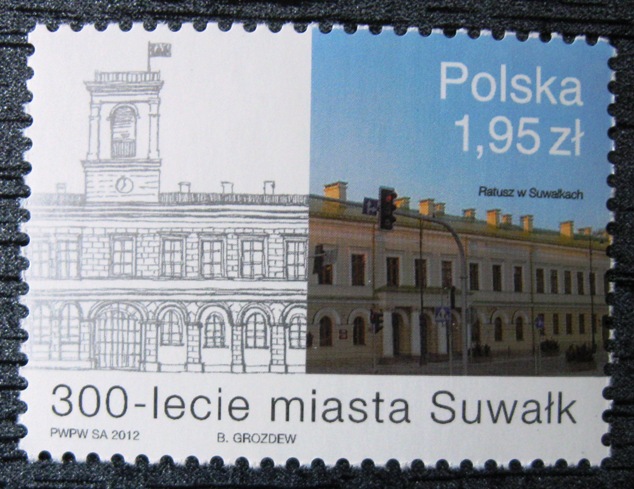 Polska
1,95 zł
Ratusz w Suwałkach
300-lecie miasta Suwałk
PWPW SA 2012 B. GROZDEW